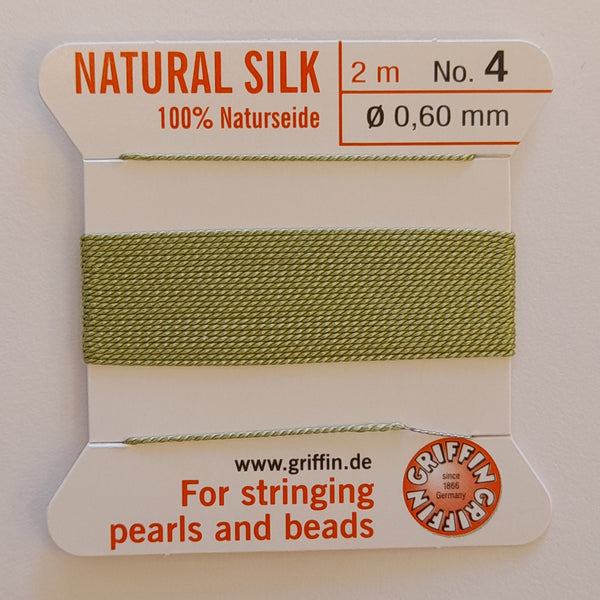 NATURAL SILK
100% Naturseide
2 m No. 4
Ø 0,60 mm
www.griffin.de
For stringing
pearls and beads
GRIFFIN GRIFFIN
since
1866
Germany